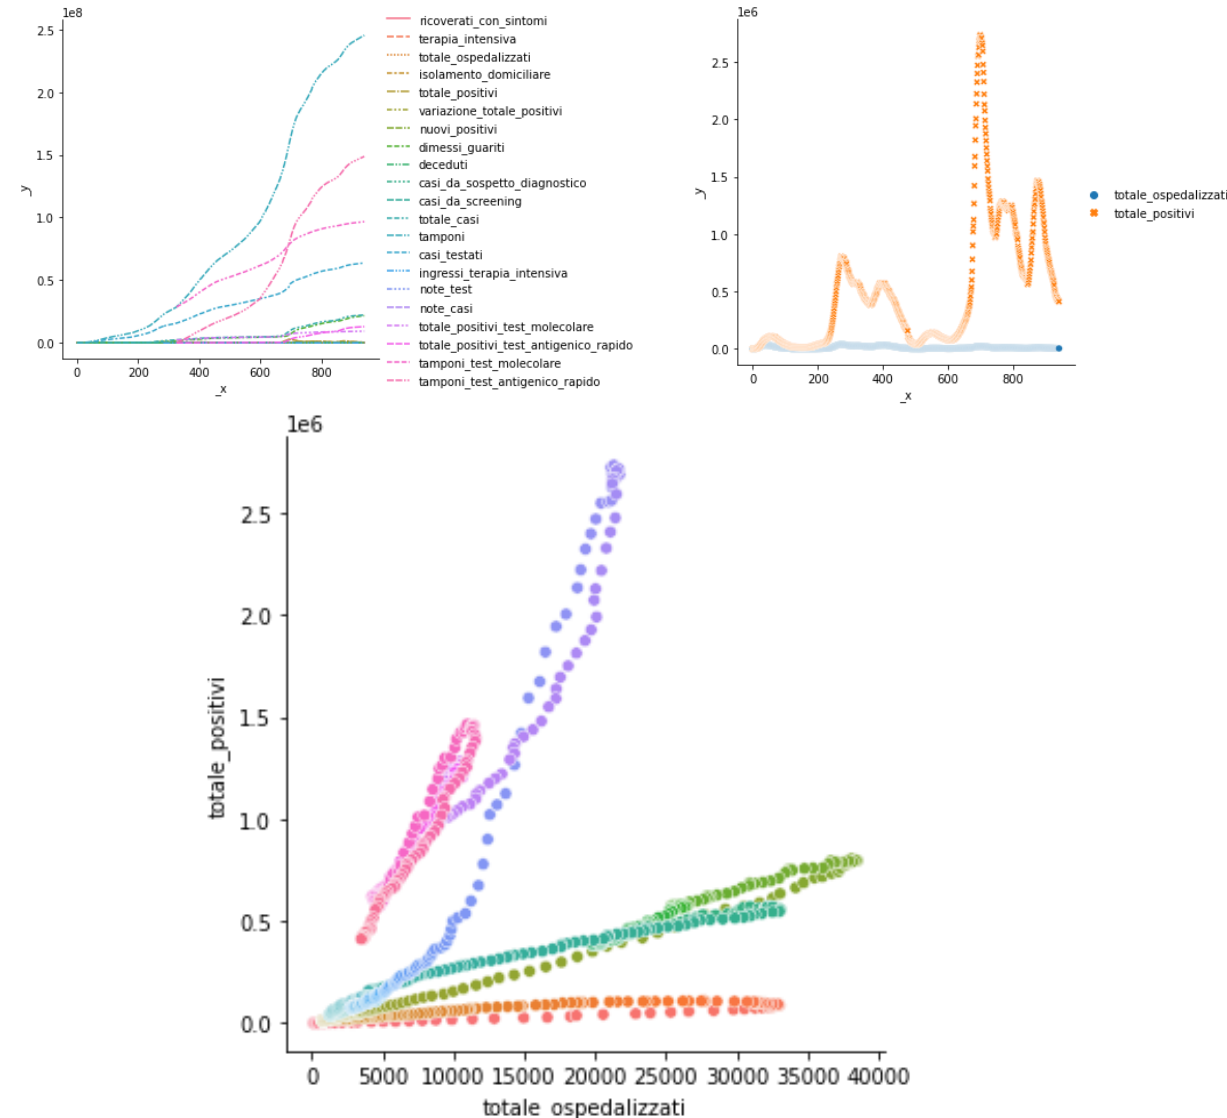 1e8
2.5
2.0
1.5
1.0
0.5
0.0
_y
0 200 400 600 800
_x
ricoverati_con_sintomi
terapia_intensiva
totale_ospedalizzati
isolamento_domiciliare
totale_positivi
variazione_totale_positivi
nuovi_positivi
dimessi_guariti
deceduti
casi_da_sospetto_diagnostico
casi_da_screening
totale_casi
tamponi
casi_testati
ingressi_terapia_intensiva
note_test
note_casi
totale_positivi_test_molecolare
totale_positivi_test_antigenico_rapido
tamponi_test_molecolare
tamponi_test_antigenico_rapido
1e6
2.5
2.0
1.5
1.0
0.5
0.0
_y
0 200 400 600 800
_x
totale_ospedalizzati
totale_positivi
1e6
2.5
2.0
1.5
1.0
0.5
0.0
totale_positivi
0 5000 10000 15000 20000 25000 30000 35000 40000
totale_ospedalizzati